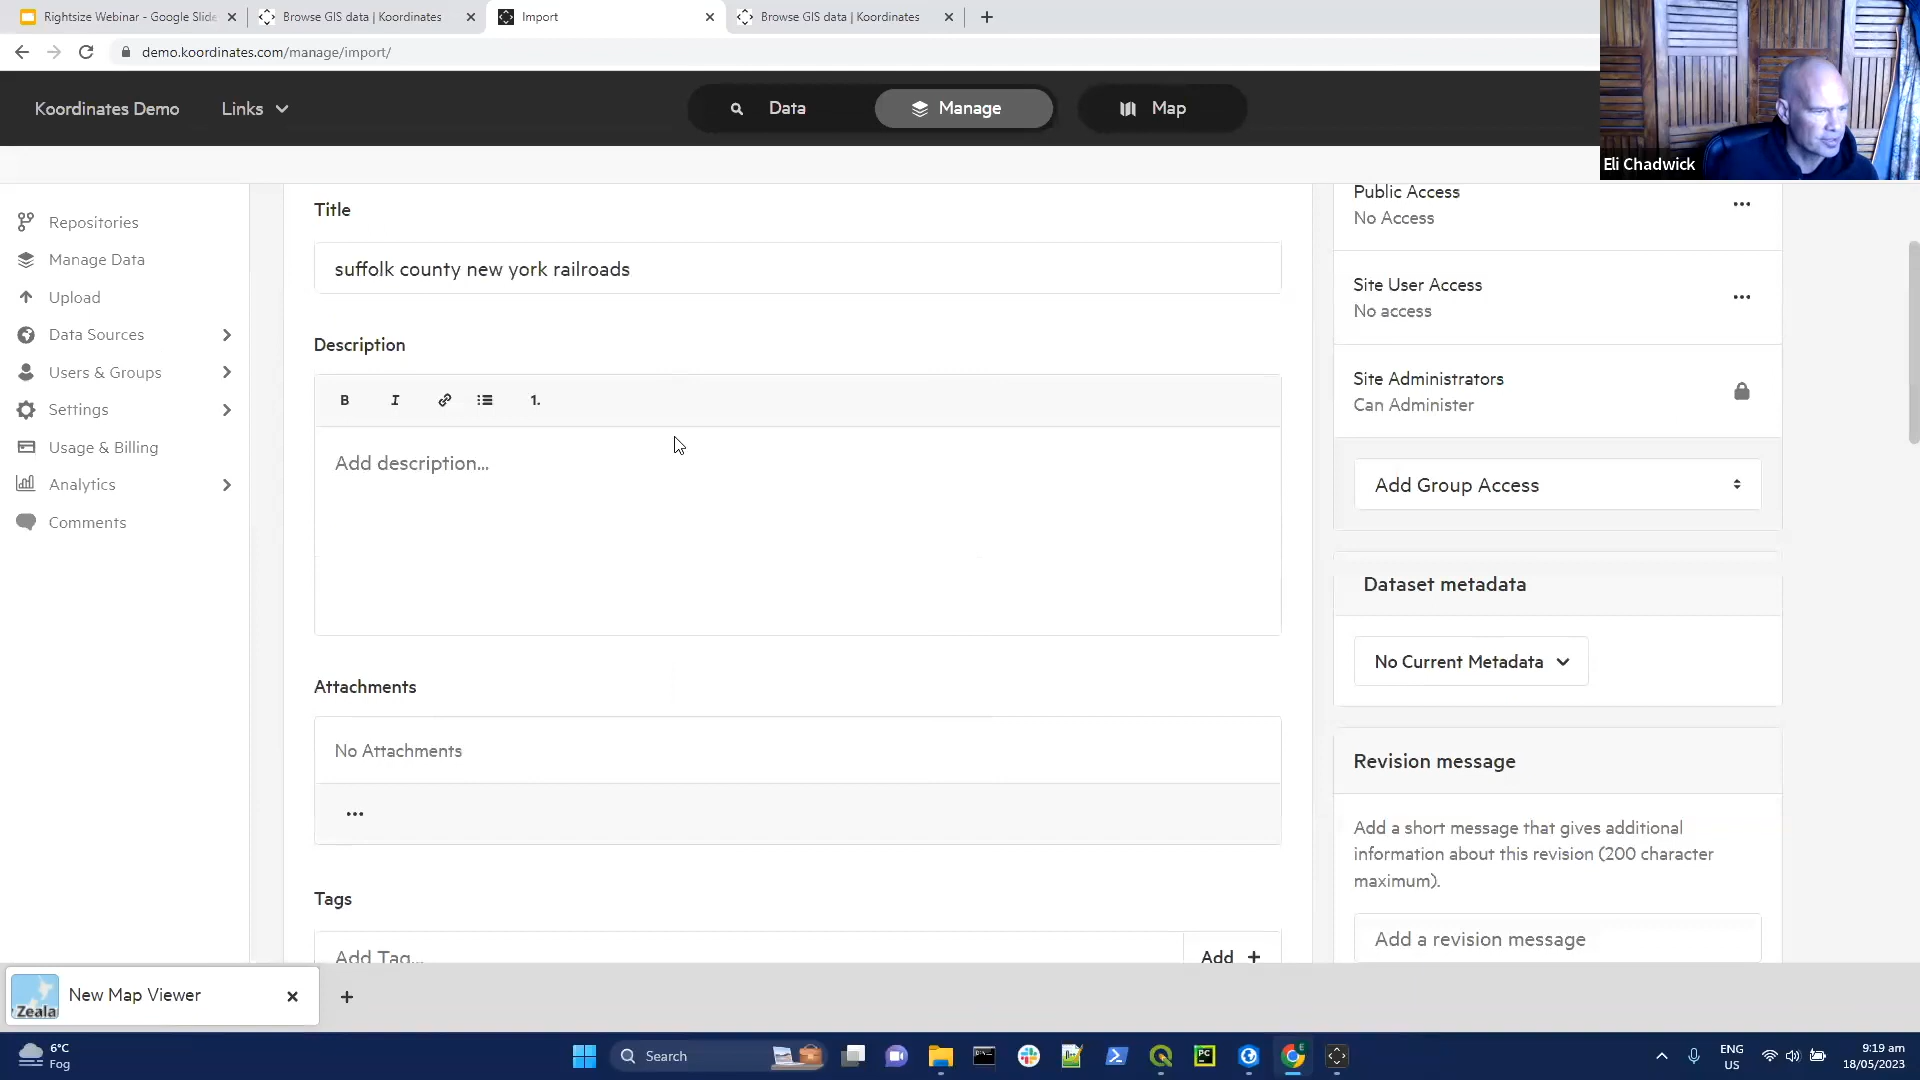 Rightsize Webinar - Google Slide
Browse GIS data | Koordinates
Import
Browse GIS data | Koordinates
demo.koordinates.com/manage/import/
Koordinates Demo
Links
Data
Manage
Map
Eli Chadwick
Repositories
Manage Data
Upload
Data Sources
Users & Groups
Settings
Usage & Billing
Analytics
Comments
Title
suffolk county new york railroads
Description
B I 1.
Add description...
Attachments
No Attachments
Tags
Add Tag...
Add +
Public Access
No Access
Site User Access
No access
Site Administrators
Can Administer
Add Group Access
Dataset metadata
No Current Metadata
Revision message
Add a short message that gives additional
information about this revision (200 character
maximum).
Add a revision message
Zeala
New Map Viewer
6°C
Fog
Search
PC
ENG
US
9:19 am
18/05/2023